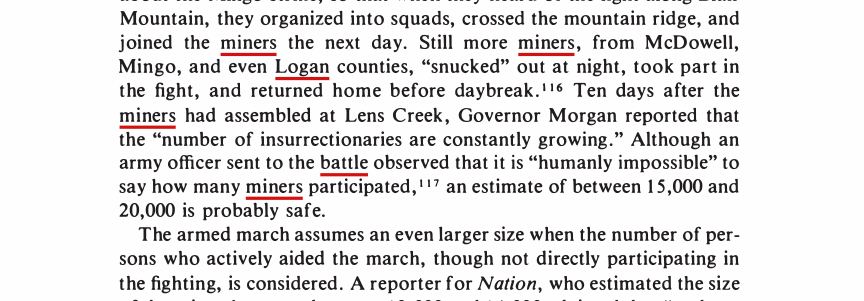 Mountain, they organized into squads, crossed the mountain ridge, and
joined the miners the next day. Still more miners, from McDowell,
Mingo, and even Logan counties, “snucked” out at night, took part in
the fight, and returned home before daybreak.¹¹⁶ Ten days after the
miners had assembled at Lens Creek, Governor Morgan reported that
the “number of insurrectionaries are constantly growing.” Although an
army officer sent to the battle observed that it is “humanly impossible” to
say how many miners participated,¹¹⁷ an estimate of between 15,000 and
20,000 is probably safe.
The armed march assumes an even larger size when the number of per-
sons who actively aided the march, though not directly participating in
the fighting, is considered. A reporter for Nation, who estimated the size